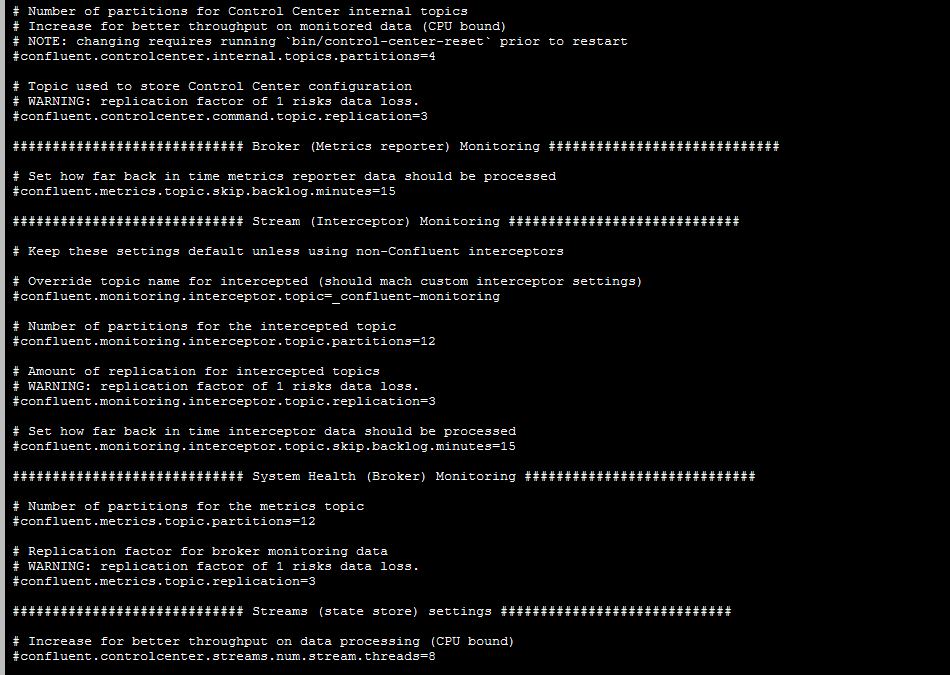 # Number of partitions for Control Center internal topics
# Increase for better throughput on monitored data (CPU bound)
# NOTE: changing requires running `bin/control-center-reset` prior to restart
#confluent.controlcenter.internal.topics.partitions=4
# Topic used to store Control Center configuration
# WARNING: replication factor of 1 risks data loss.
#confluent.controlcenter.command.topic.replication=3
############################# Broker (Metrics reporter) Monitoring #############################
# Set how far back in time metrics reporter data should be processed
#confluent.metrics.topic.skip.backlog.minutes=15
############################# Stream (Interceptor) Monitoring #############################
# Keep these settings default unless using non-Confluent interceptors
# Override topic name for intercepted (should mach custom interceptor settings)
#confluent.monitoring.interceptor.topic=_confluent-monitoring
# Number of partitions for the intercepted topic
#confluent.monitoring.interceptor.topic.partitions=12
# Amount of replication for intercepted topics
# WARNING: replication factor of 1 risks data loss.
#confluent.monitoring.interceptor.topic.replication=3
# Set how far back in time interceptor data should be processed
#confluent.monitoring.interceptor.topic.skip.backlog.minutes=15
############################# System Health (Broker) Monitoring #############################
# Number of partitions for the metrics topic
#confluent.metrics.topic.partitions=12
# Replication factor for broker monitoring data
# WARNING: replication factor of 1 risks data loss.
#confluent.metrics.topic.replication=3
############################# Streams (state store) settings #############################
# Increase for better throughput on data processing (CPU bound)
#confluent.controlcenter.streams.num.stream.threads=8